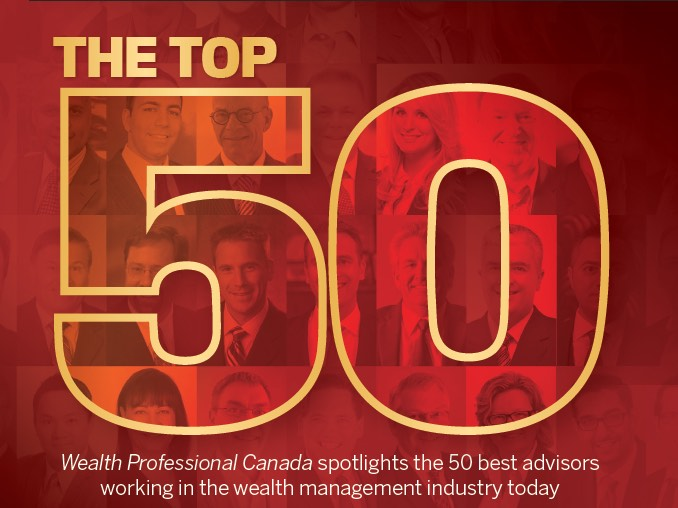 THE TOP
50
Wealth Professional Canada spotlights the 50 best advisors
working in the wealth management industry today